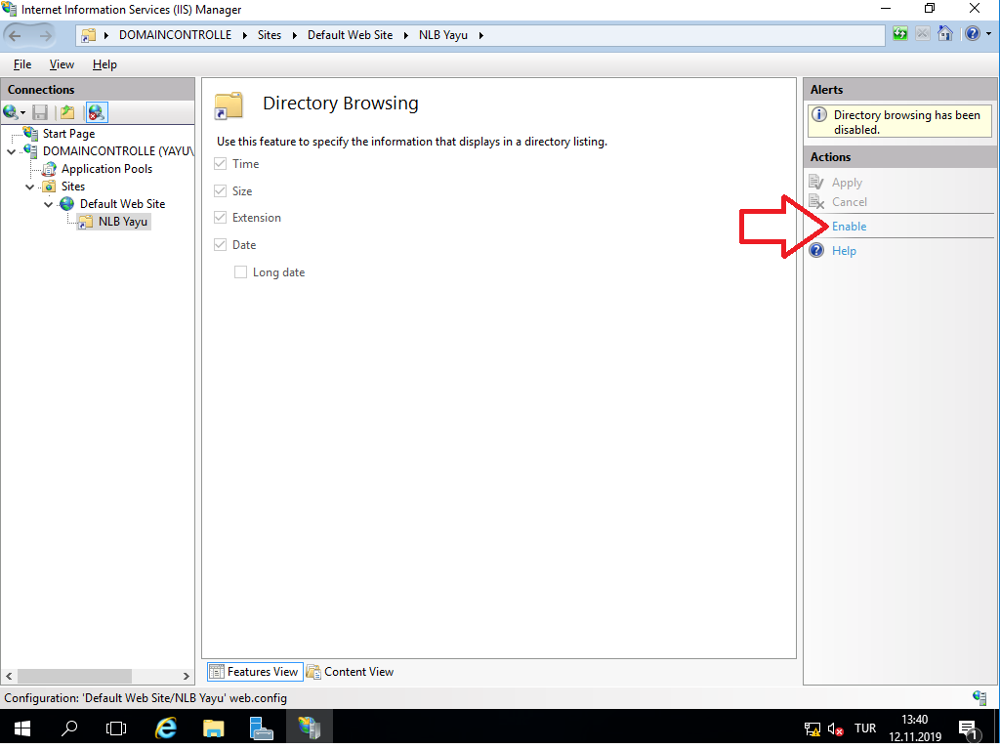 Internet Information Services (IIS) Manager
DOMAINCONTROLLE Sites Default Web Site NLB Yayu
File View Help
Connections
Start Page
DOMAINCONTROLLE (YAYU\
Application Pools
Sites
Default Web Site
NLB Yayu
Directory Browsing
Use this feature to specify the information that displays in a directory listing.
Time
Size
Extension
Date
Long date
Features View Content View
Alerts
Directory browsing has been
disabled.
Actions
Apply
Cancel
Enable
Help
Configuration: 'Default Web Site/NLB Yayu' web.config
TUR
13:40
12.11.2019
1